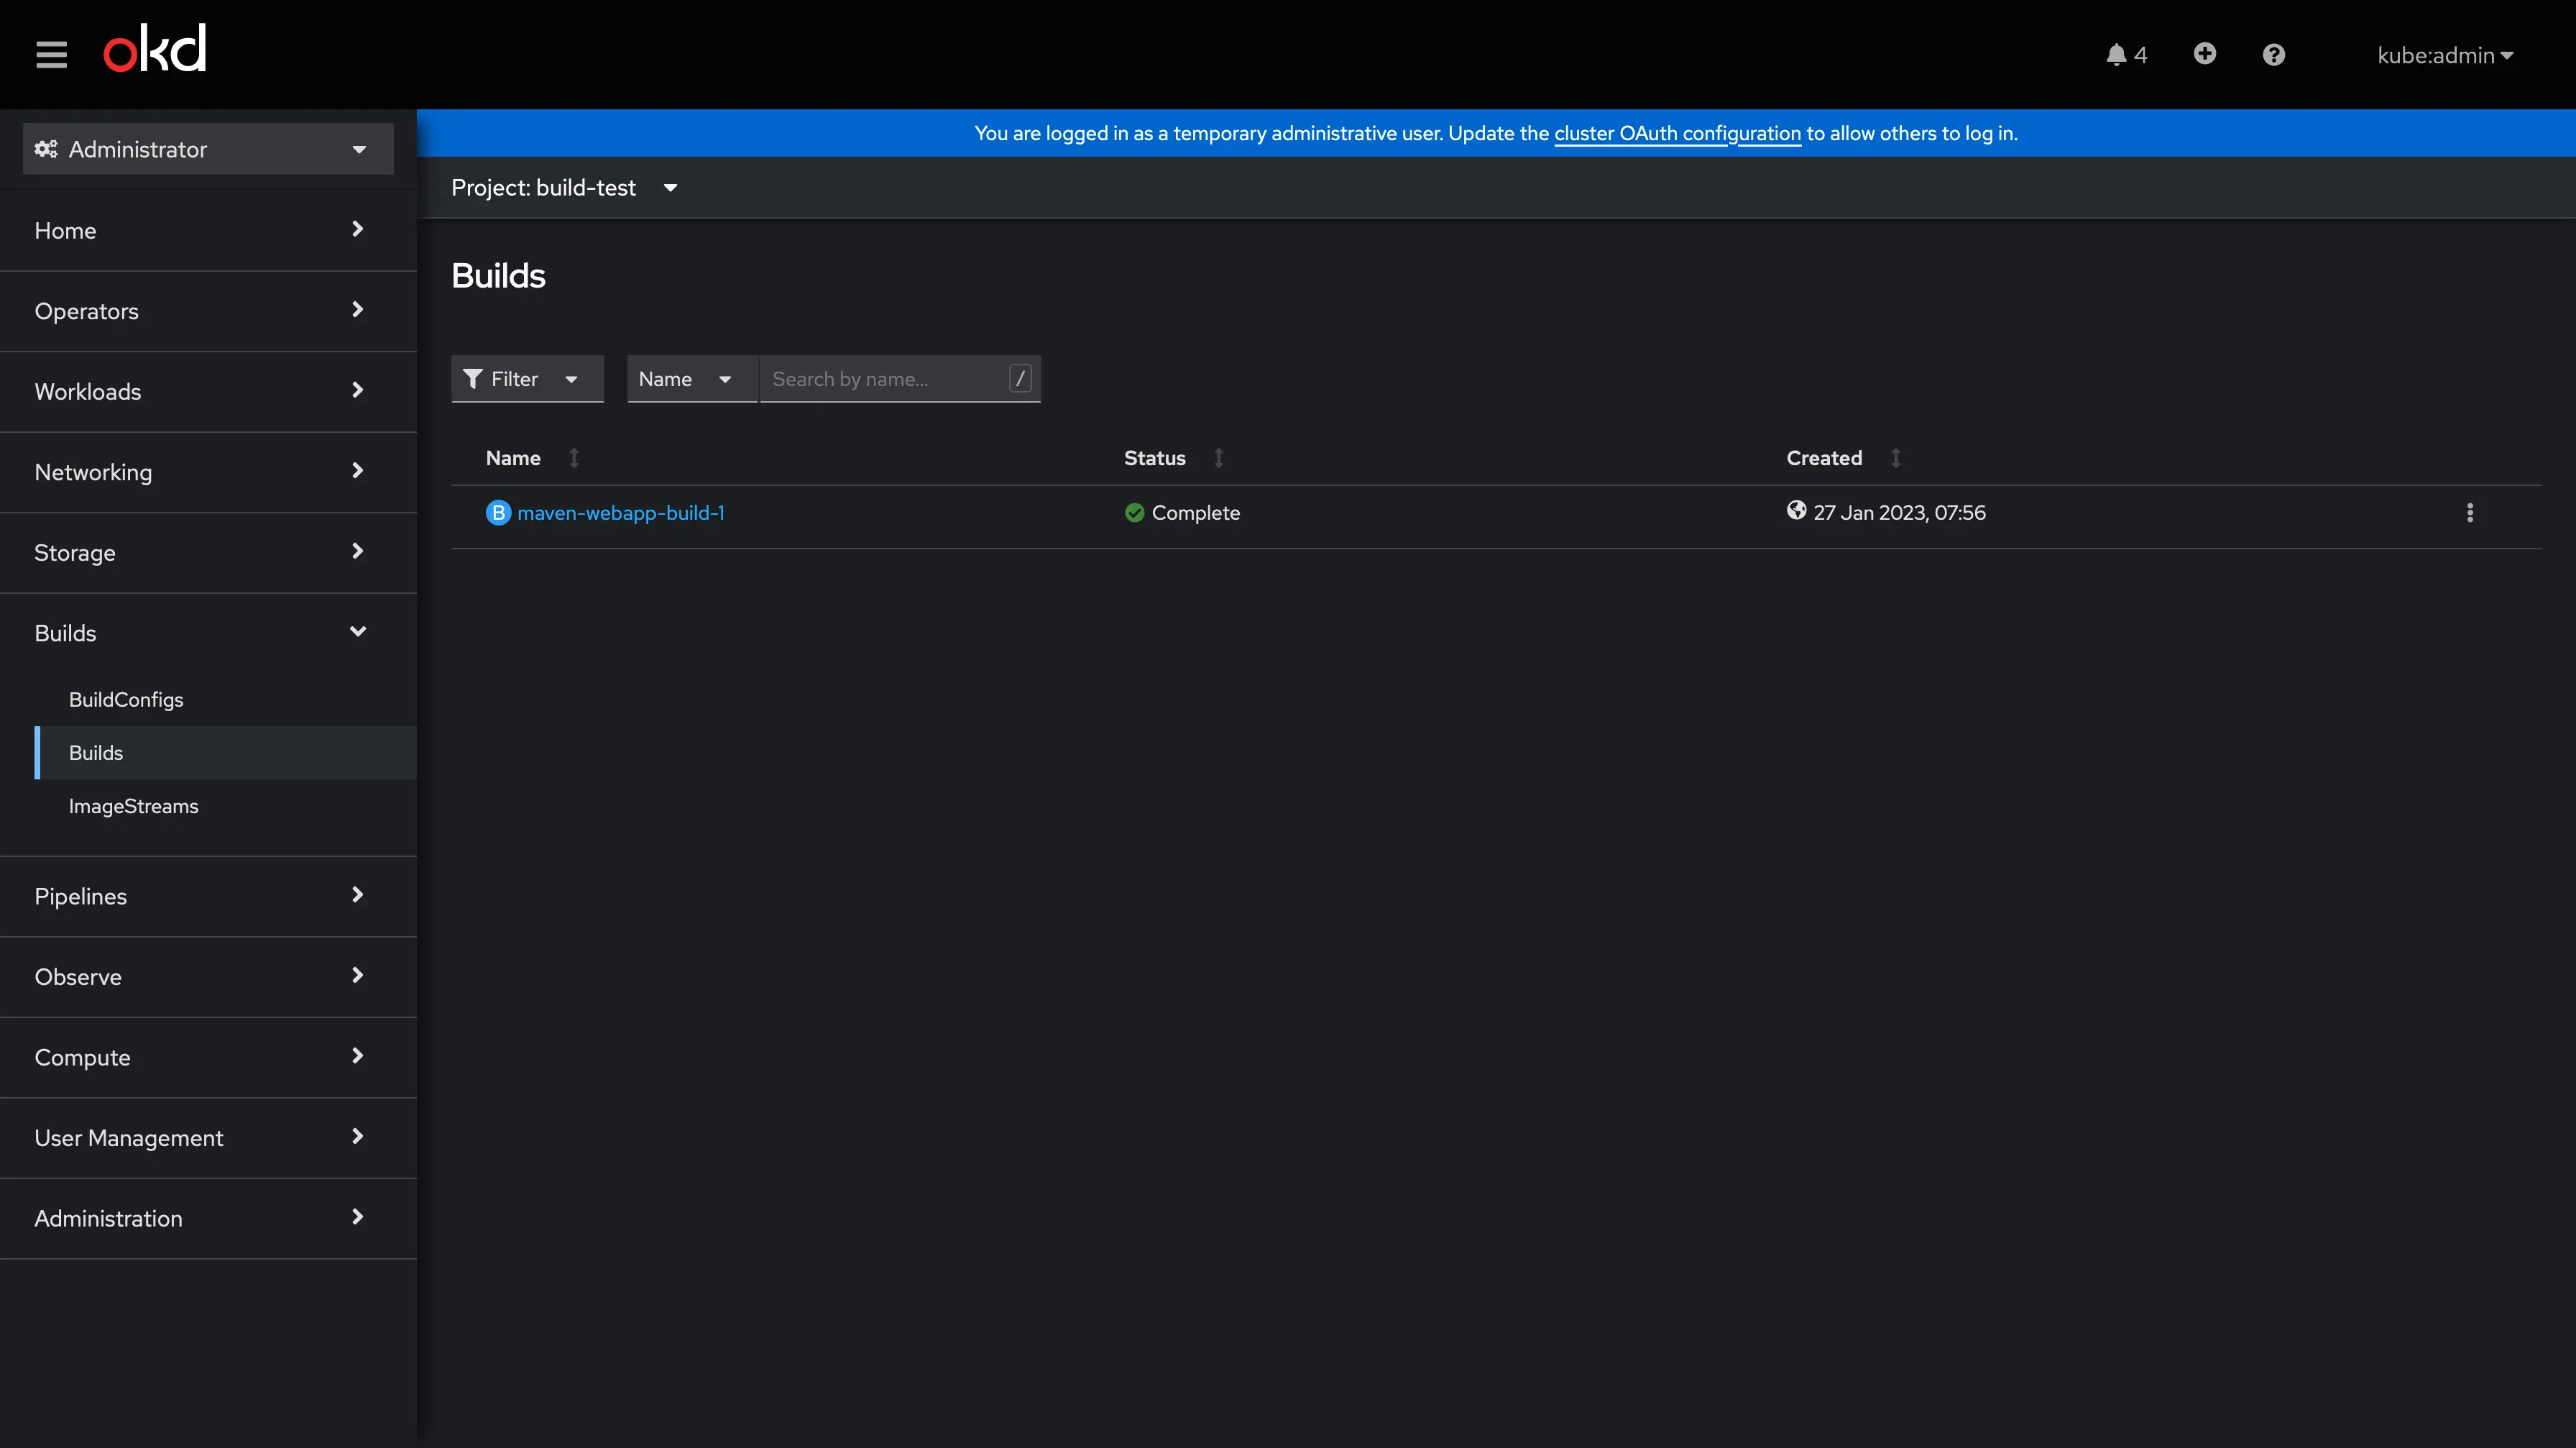 okd
4
kube:admin
Administrator
You are logged in as a temporary administrative user. Update the cluster OAuth configuration to allow others to log in.
Project: build-test
Home
Operators
Workloads
Networking
Storage
Builds
BuildConfigs
Builds
ImageStreams
Pipelines
Observe
Compute
User Management
Administration
Builds
Filter
Name
Search by name...
/
Name
Status
Created
B maven-webapp-build-1
Complete
27 Jan 2023, 07:56